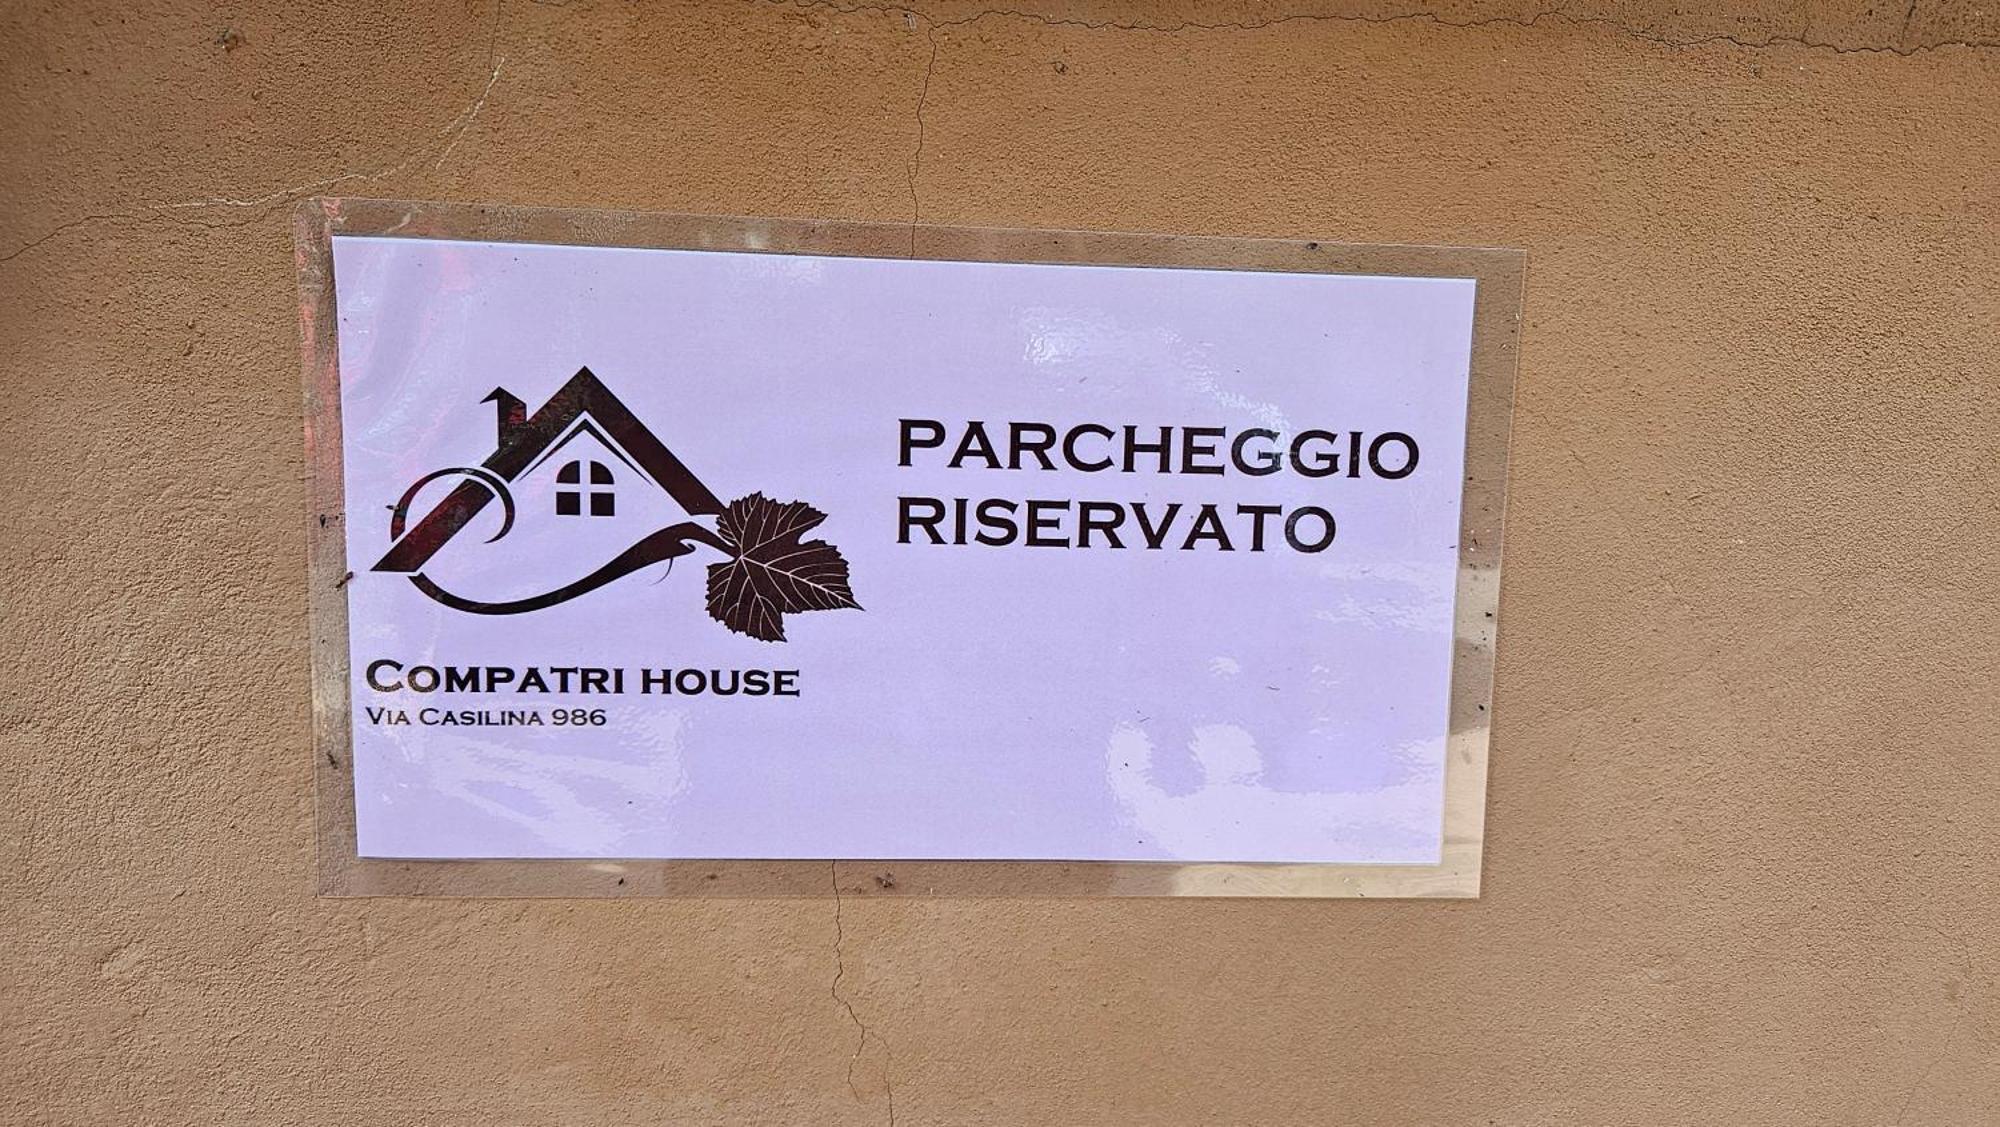 PARCHEGGIO
RISERVATO
COMPATRI HOUSE
VIA CASILINA 986